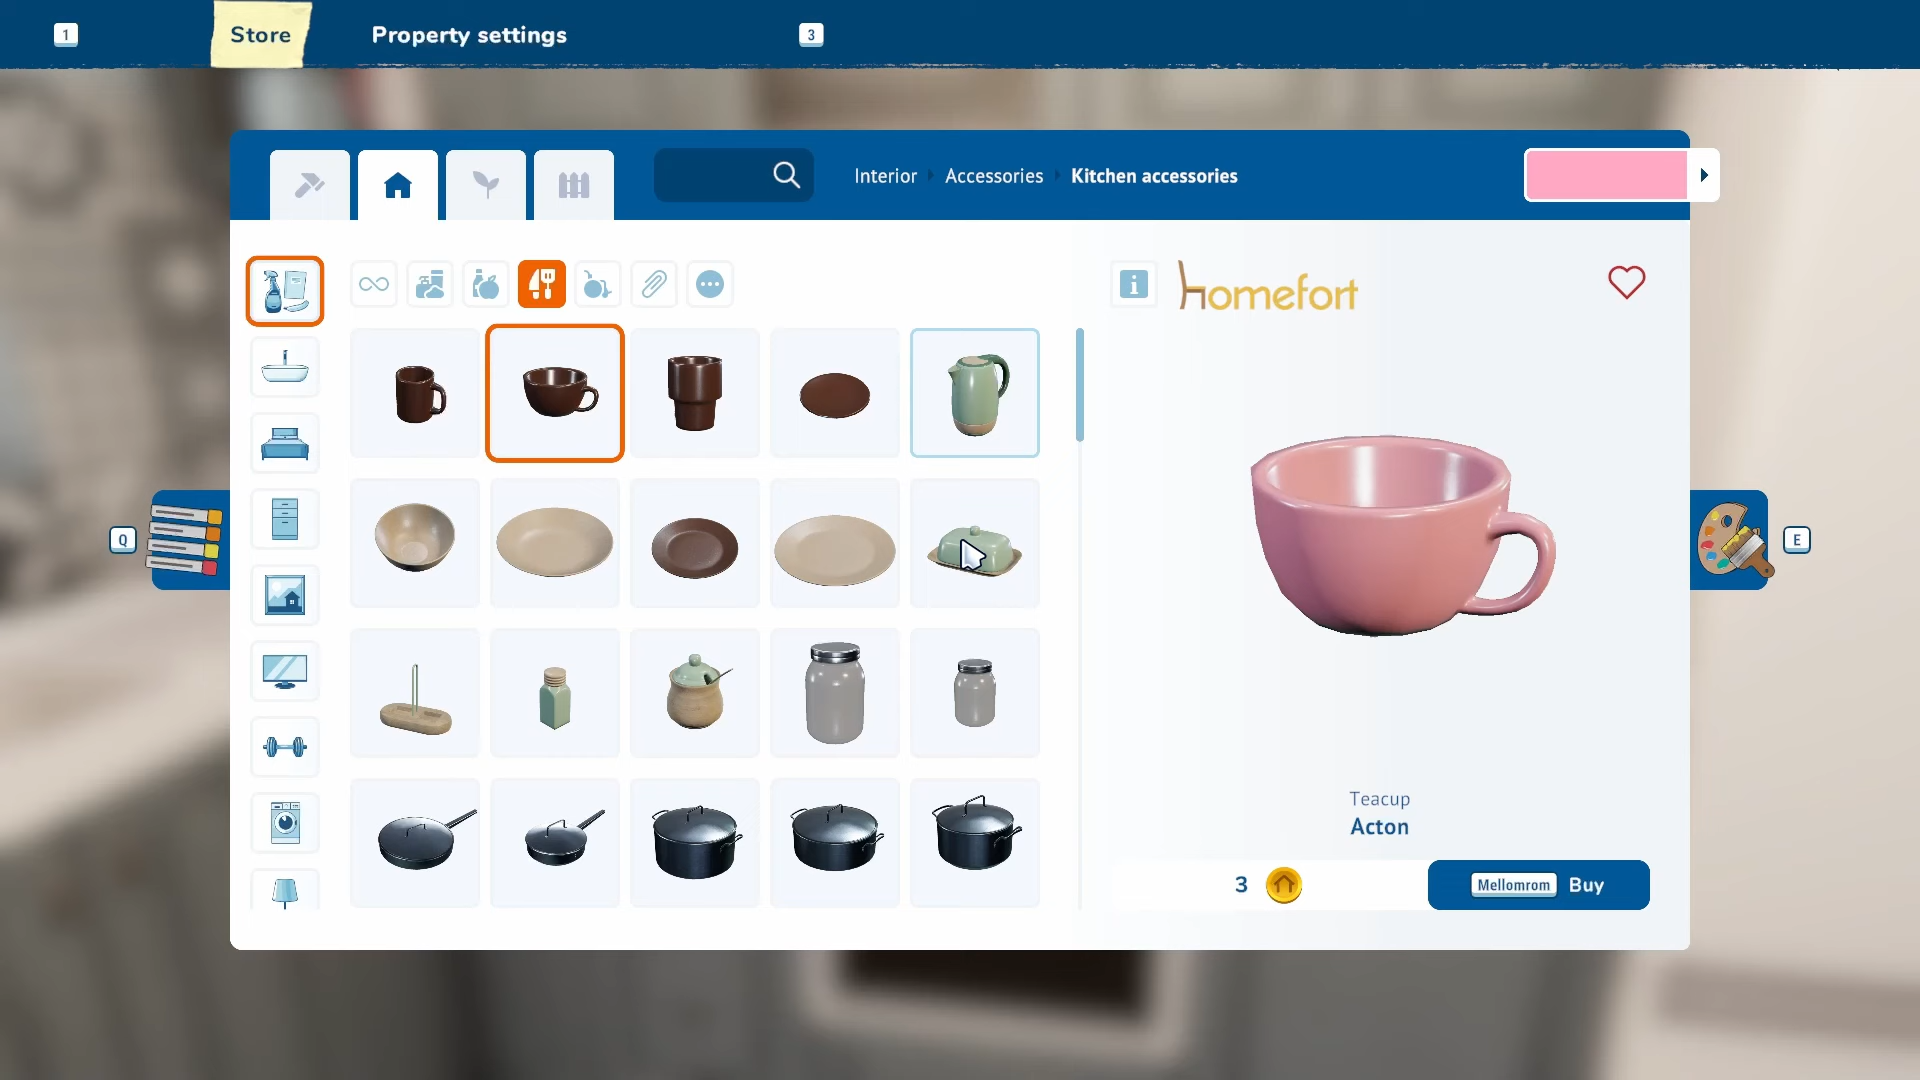 1
Store
Property settings
3
Interior
Accessories
Kitchen accessories
homefort
Q
E
Teacup
Acton
3
Mellomrom
Buy